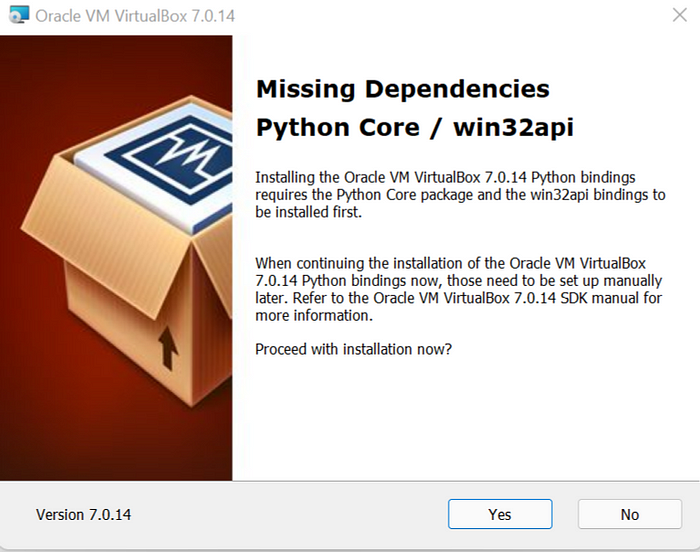 Oracle VM VirtualBox 7.0.14
Missing Dependencies
Python Core / win32api
Installing the Oracle VM VirtualBox 7.0.14 Python bindings
requires the Python Core package and the win32api bindings to
be installed first.
When continuing the installation of the Oracle VM VirtualBox
7.0.14 Python bindings now, those need to be set up manually
later. Refer to the Oracle VM VirtualBox 7.0.14 SDK manual for
more information.
Proceed with installation now?
Version 7.0.14
Yes
No